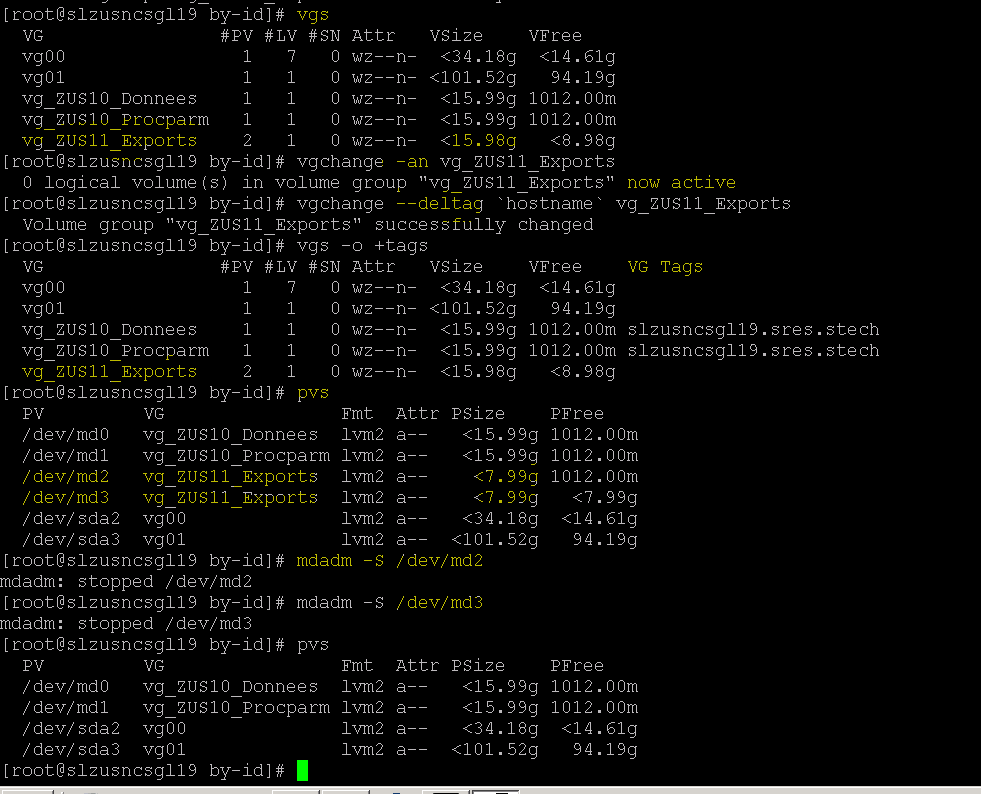 [root@slzusncsgl19 by-id]# vgs
  VG              #PV #LV #SN Attr   VSize    VFree
  vg00              1   7   0 wz--n-  <34.18g  <14.61g
  vg01              1   1   0 wz--n- <101.52g   94.19g
  vg_ZUS10_Donnees    1   1   0 wz--n-  <15.99g 1012.00m
  vg_ZUS10_Procparm   1   1   0 wz--n-  <15.99g 1012.00m
  vg_ZUS11_Exports    2   1   0 wz--n-  <15.98g   <8.98g
[root@slzusncsgl19 by-id]# vgchange -an vg_ZUS11_Exports
  0 logical volume(s) in volume group "vg_ZUS11_Exports" now active
[root@slzusncsgl19 by-id]# vgchange --deltag `hostname` vg_ZUS11_Exports
  Volume group "vg_ZUS11_Exports" successfully changed
[root@slzusncsgl19 by-id]# vgs -o +tags
  VG              #PV #LV #SN Attr   VSize    VFree    VG Tags
  vg00              1   7   0 wz--n-  <34.18g  <14.61g
  vg01              1   1   0 wz--n- <101.52g   94.19g
  vg_ZUS10_Donnees    1   1   0 wz--n-  <15.99g 1012.00m slzusncsgl19.sres.stech
  vg_ZUS10_Procparm   1   1   0 wz--n-  <15.99g 1012.00m slzusncsgl19.sres.stech
  vg_ZUS11_Exports    2   1   0 wz--n-  <15.98g   <8.98g
[root@slzusncsgl19 by-id]# pvs
  PV         VG                Fmt  Attr PSize    PFree
  /dev/md0   vg_ZUS10_Donnees  lvm2 a--   <15.99g 1012.00m
  /dev/md1   vg_ZUS10_Procparm lvm2 a--   <15.99g 1012.00m
  /dev/md2   vg_ZUS11_Exports  lvm2 a--    <7.99g 1012.00m
  /dev/md3   vg_ZUS11_Exports  lvm2 a--    <7.99g   <7.99g
  /dev/sda2  vg00              lvm2 a--   <34.18g  <14.61g
  /dev/sda3  vg01              lvm2 a--  <101.52g   94.19g
[root@slzusncsgl19 by-id]# mdadm -S /dev/md2
mdadm: stopped /dev/md2
[root@slzusncsgl19 by-id]# mdadm -S /dev/md3
mdadm: stopped /dev/md3
[root@slzusncsgl19 by-id]# pvs
  PV         VG                Fmt  Attr PSize    PFree
  /dev/md0   vg_ZUS10_Donnees  lvm2 a--   <15.99g 1012.00m
  /dev/md1   vg_ZUS10_Procparm lvm2 a--   <15.99g 1012.00m
  /dev/sda2  vg00              lvm2 a--   <34.18g  <14.61g
  /dev/sda3  vg01              lvm2 a--  <101.52g   94.19g
[root@slzusncsgl19 by-id]#